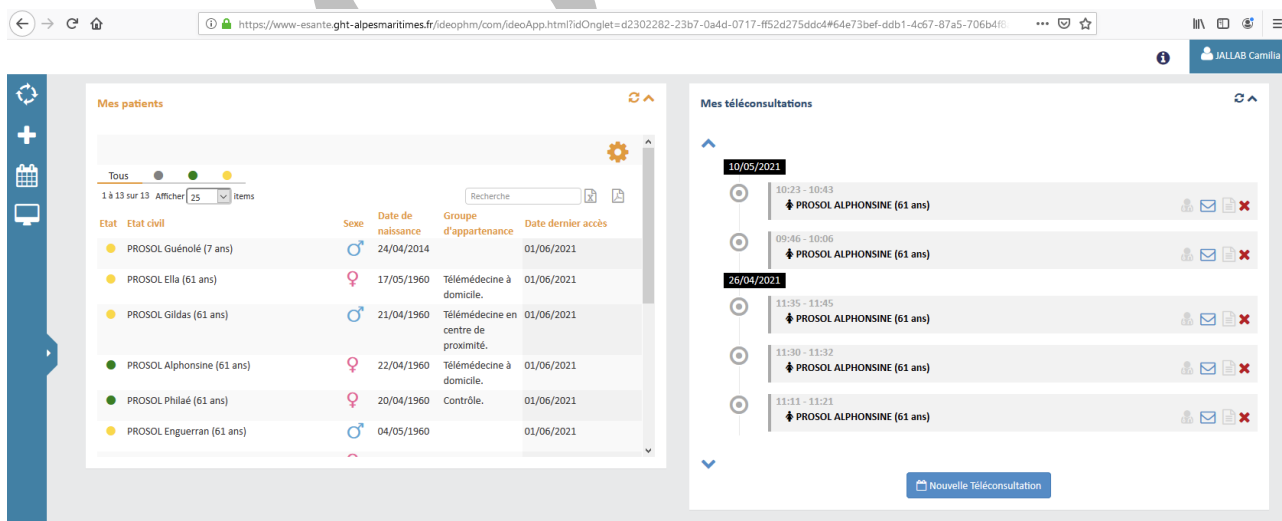 https://www-esante.ght-alpesmaritimes.fr/ideophm/com/ideoApp.html?idOnglet=d2302282-23b7-0a4d-0717-ff52d275ddc4#64e73bef-ddb1-4c67-87a5-706b4f8
JALLAB Camilia
Mes patients
Tous
1 à 13 sur 13 Afficher 25 items
Recherche
Etat Etat civil Sexe Date de naissance Groupe d'appartenance Date dernier accès
PROSOL Guénolé (7 ans) 24/04/2014 01/06/2021
PROSOL Ella (61 ans) 17/05/1960 Télémédecine à domicile. 01/06/2021
PROSOL Gildas (61 ans) 21/04/1960 Télémédecine en centre de proximité. 01/06/2021
PROSOL Alphonsine (61 ans) 22/04/1960 Télémédecine à domicile. 01/06/2021
PROSOL Philaé (61 ans) 20/04/1960 Contrôle. 01/06/2021
PROSOL Enguerran (61 ans) 04/05/1960 01/06/2021
Mes téléconsultations
10/05/2021
10:23 - 10:43
PROSOL ALPHONSINE (61 ans)
09:46 - 10:06
PROSOL ALPHONSINE (61 ans)
26/04/2021
11:35 - 11:45
PROSOL ALPHONSINE (61 ans)
11:30 - 11:32
PROSOL ALPHONSINE (61 ans)
11:11 - 11:21
PROSOL ALPHONSINE (61 ans)
Nouvelle Téléconsultation